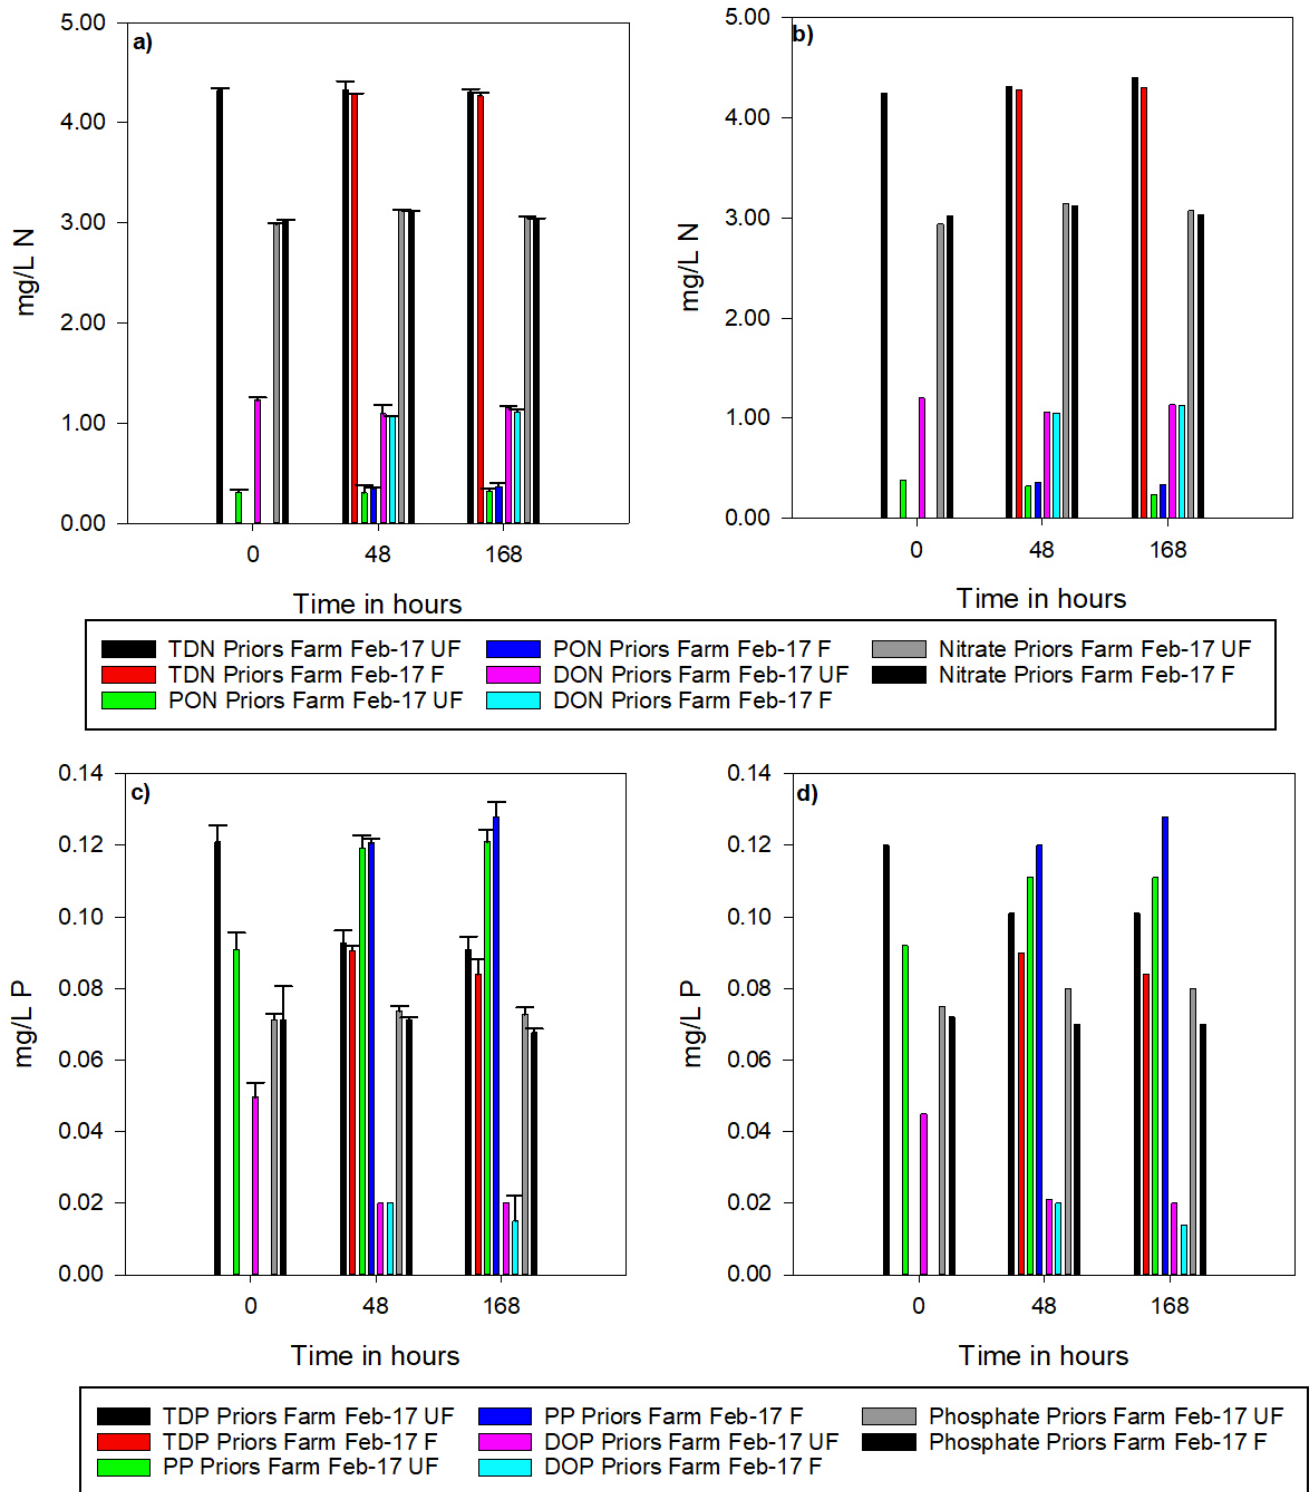 a)
5.00
4.00
3.00
2.00
1.00
0.00
mg/L N
0 48 168
Time in hours
b)
5.00
4.00
3.00
2.00
1.00
0.00
mg/L N
0 48 168
Time in hours
TDN Priors Farm Feb-17 UF
TDN Priors Farm Feb-17 F
PON Priors Farm Feb-17 UF
PON Priors Farm Feb-17 F
DON Priors Farm Feb-17 UF
DON Priors Farm Feb-17 F
Nitrate Priors Farm Feb-17 UF
Nitrate Priors Farm Feb-17 F
c)
0.14
0.12
0.10
0.08
0.06
0.04
0.02
0.00
mg/L P
0 48 168
Time in hours
d)
0.14
0.12
0.10
0.08
0.06
0.04
0.02
0.00
mg/L P
0 48 168
Time in hours
TDP Priors Farm Feb-17 UF
TDP Priors Farm Feb-17 F
PP Priors Farm Feb-17 UF
PP Priors Farm Feb-17 F
DOP Priors Farm Feb-17 UF
DOP Priors Farm Feb-17 F
Phosphate Priors Farm Feb-17 UF
Phosphate Priors Farm Feb-17 F